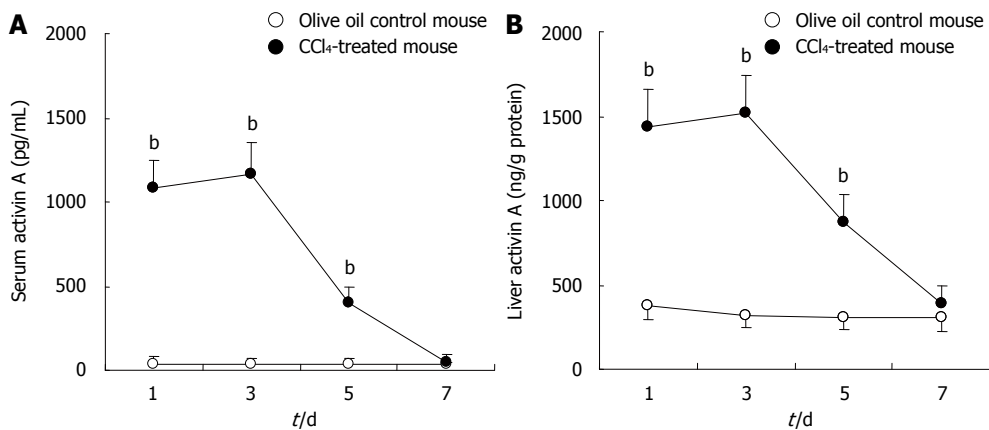 A
Olive oil control mouse
CCl₄-treated mouse
Serum activin A (pg/mL)
2000
1500
1000
500
0
b
b
b
1 3 5 7
t/d
B
Olive oil control mouse
CCl₄-treated mouse
Liver activin A (ng/g protein)
2000
1500
1000
500
0
b
b
b
1 3 5 7
t/d